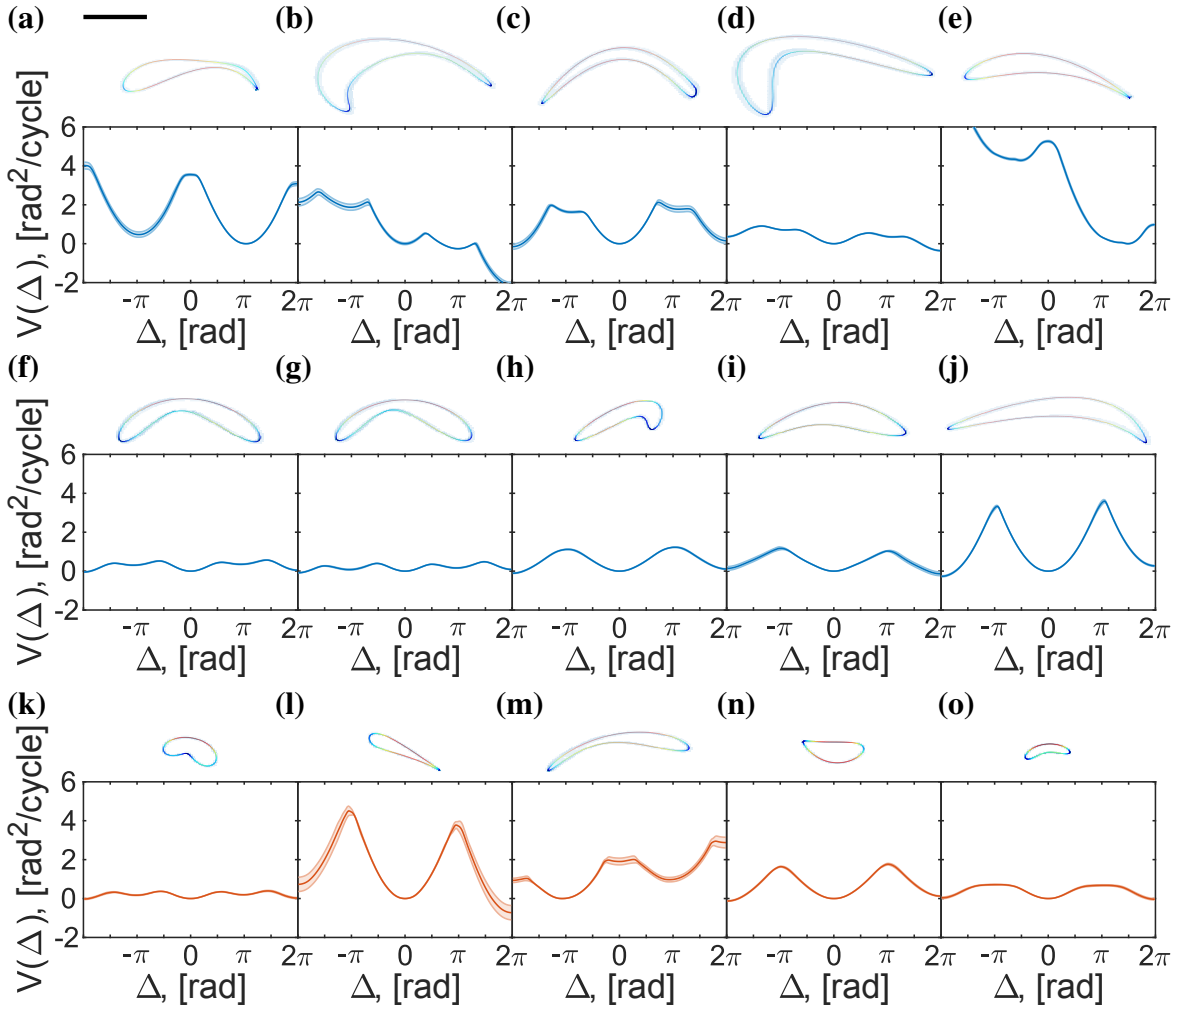 (a) (b) (c) (d) (e)
V(Δ), [rad²/cycle]
6
4
2
0
-2
-π 0 π 2π -π 0 π 2π -π 0 π 2π -π 0 π 2π -π 0 π 2π
Δ, [rad] Δ, [rad] Δ, [rad] Δ, [rad] Δ, [rad]
(f) (g) (h) (i) (j)
V(Δ), [rad²/cycle]
6
4
2
0
-2
-π 0 π 2π -π 0 π 2π -π 0 π 2π -π 0 π 2π -π 0 π 2π
Δ, [rad] Δ, [rad] Δ, [rad] Δ, [rad] Δ, [rad]
(k) (l) (m) (n) (o)
V(Δ), [rad²/cycle]
6
4
2
0
-2
-π 0 π 2π -π 0 π 2π -π 0 π 2π -π 0 π 2π -π 0 π 2π
Δ, [rad] Δ, [rad] Δ, [rad] Δ, [rad] Δ, [rad]